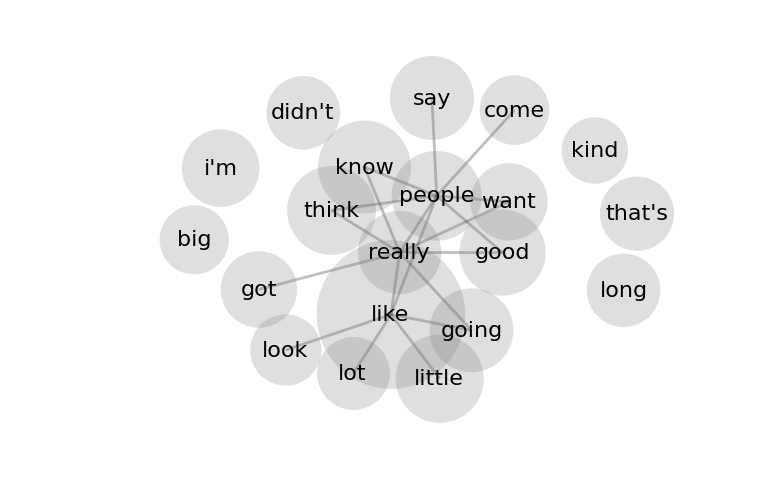 say
come
didn't
kind
know
i'm
people
want
think
that's
big
really
good
got
long
like
going
look
lot
little